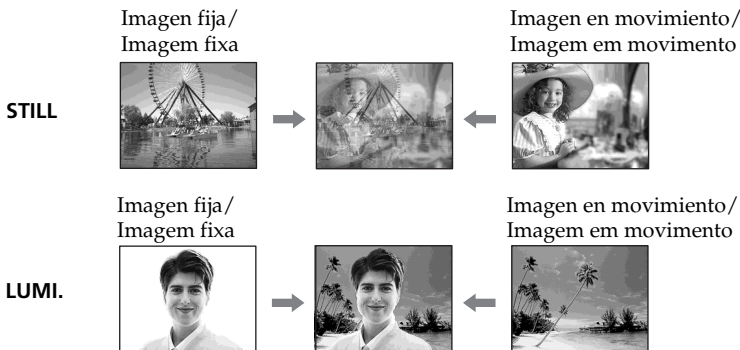 Imagen fija/
Imagem fixa
Imagen en movimiento/
Imagem em movimento
STILL
Imagen fija/
Imagem fixa
Imagen en movimiento/
Imagem em movimento
LUMI.